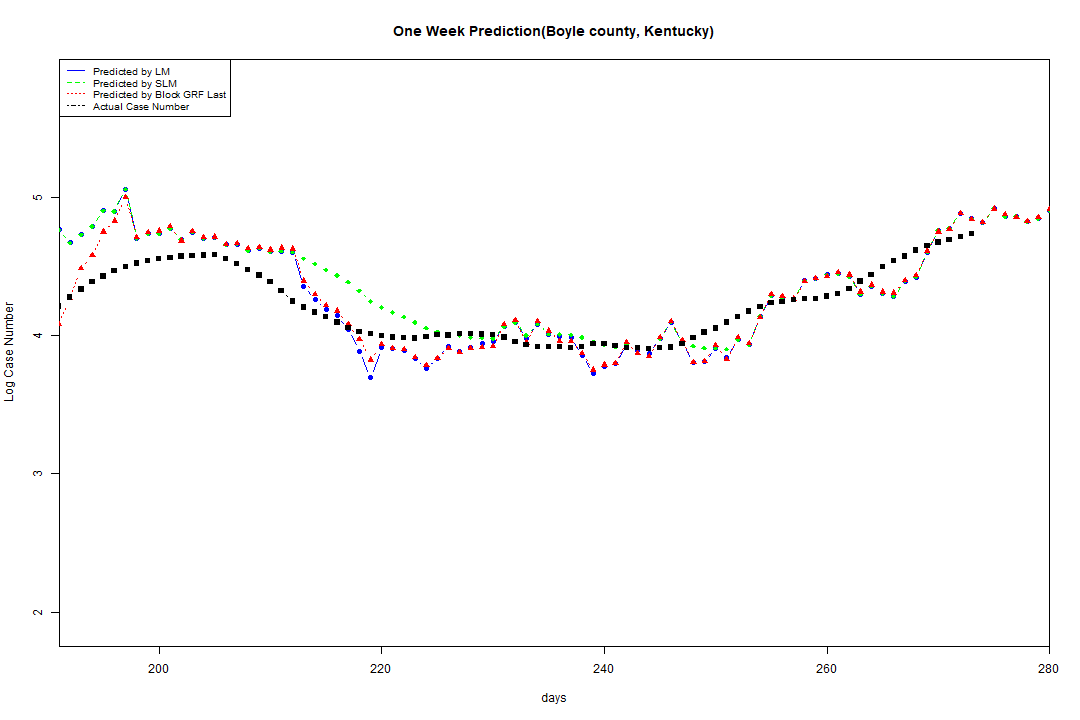 One Week Prediction(Boyle county, Kentucky)
Predicted by LM
Predicted by SLM
Predicted by Block GRF Last
Actual Case Number
5
4
3
2
Log Case Number
200 220 240 260 280
days